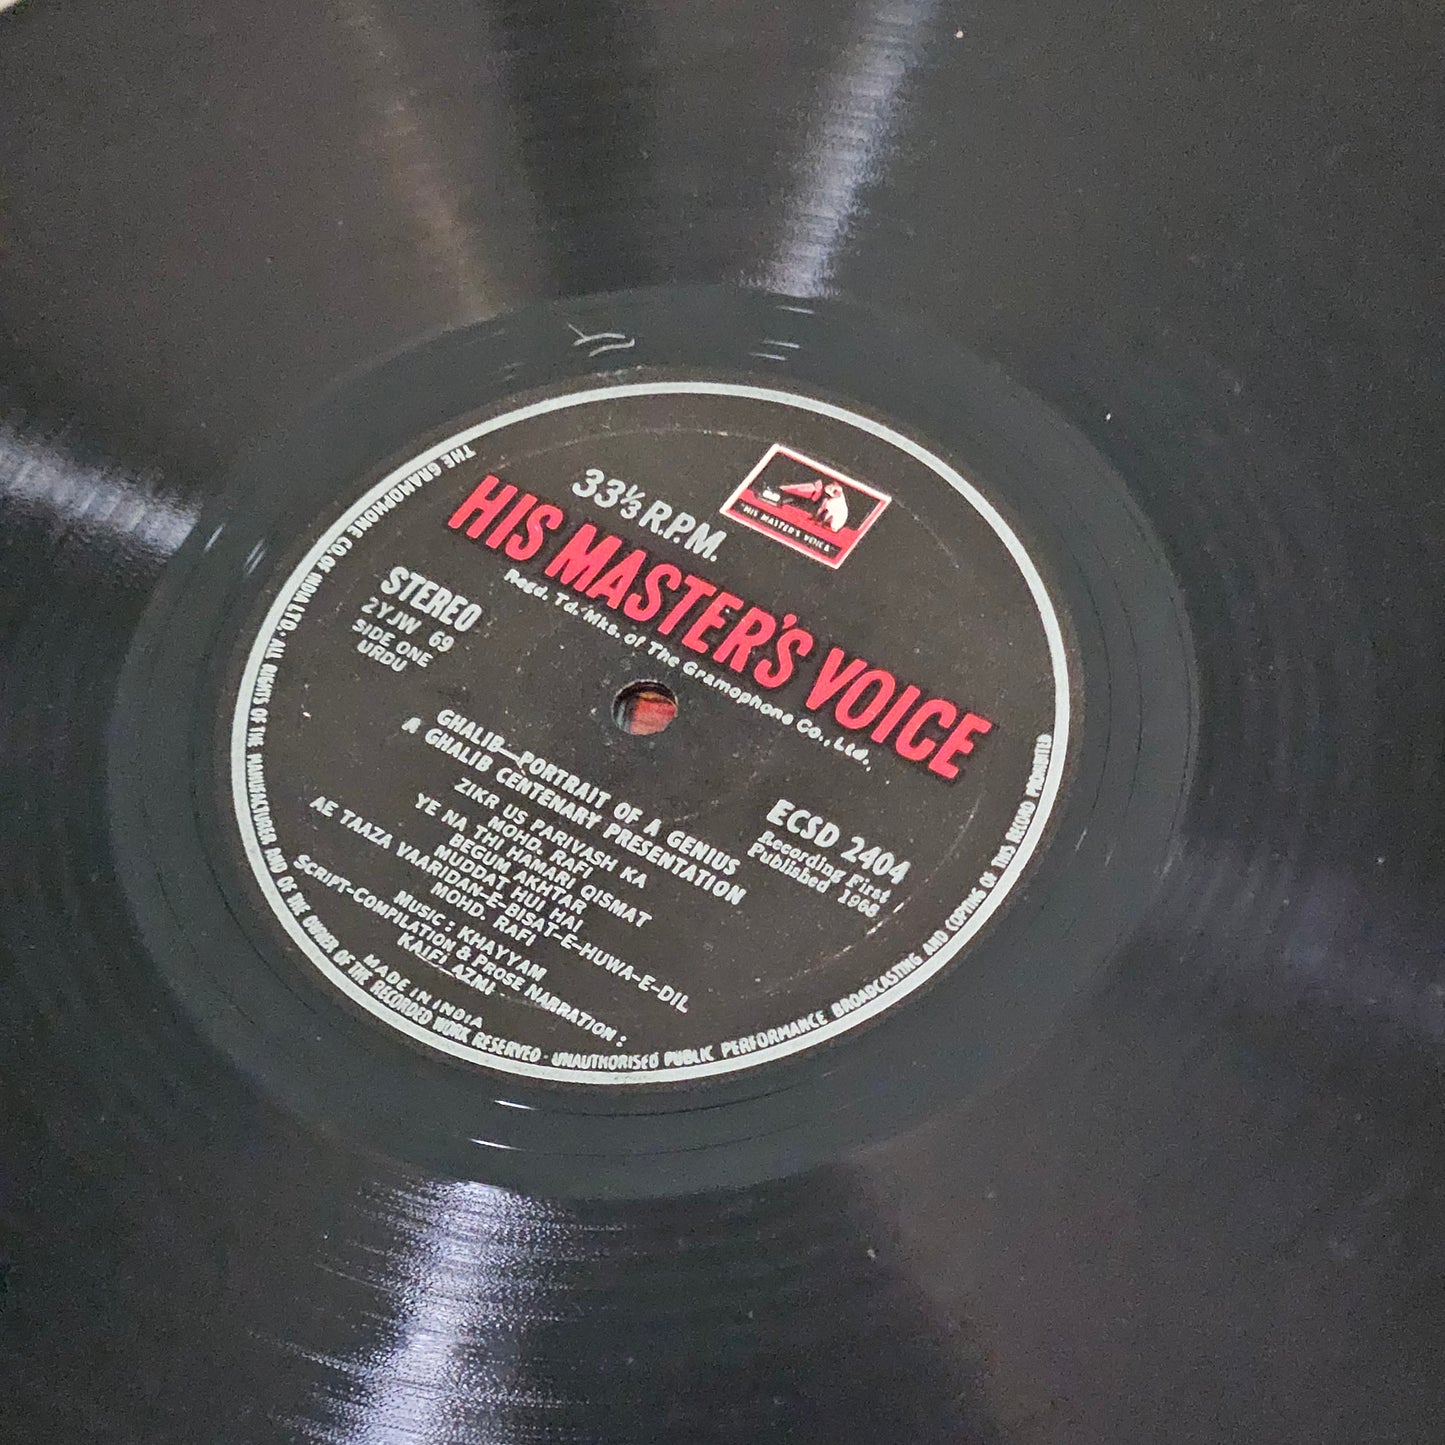 33⅓ R.P.M.
"HIS MASTER'S VOICE"
HIS MASTER'S VOICE
Regd. Td. Mks. of The Gramophone Co., Ltd.,
STEREO
2YJW 69
SIDE ONE
URDU
ECSD 2404
Recording First
Published 1968
GHALIB—PORTRAIT OF A GENIUS
A GHALIB CENTENARY PRESENTATION
ZIKR US PARIVASH KA
MOHD. RAFI
YE NA THI HAMARI QISMAT
BEGUM AKHTAR
MUDDAT HUI HAI
AE TAAZA VAARIDAN-E-BISAT-E-HUWA-E-DIL
MOHD. RAFI
MUSIC: KHAYYAM
SCRIPT-COMPILATION & PROSE NARRATION:
KAIFI AZMI
MADE IN INDIA
THE GRAMOPHONE CO. OF INDIA LTD. ALL RIGHTS OF THE MANUFACTURER AND OF THE OWNER OF THE RECORDED WORK RESERVED · UNAUTHORISED PUBLIC PERFORMANCE BROADCASTING AND COPYING OF THIS RECORD PROHIBITED